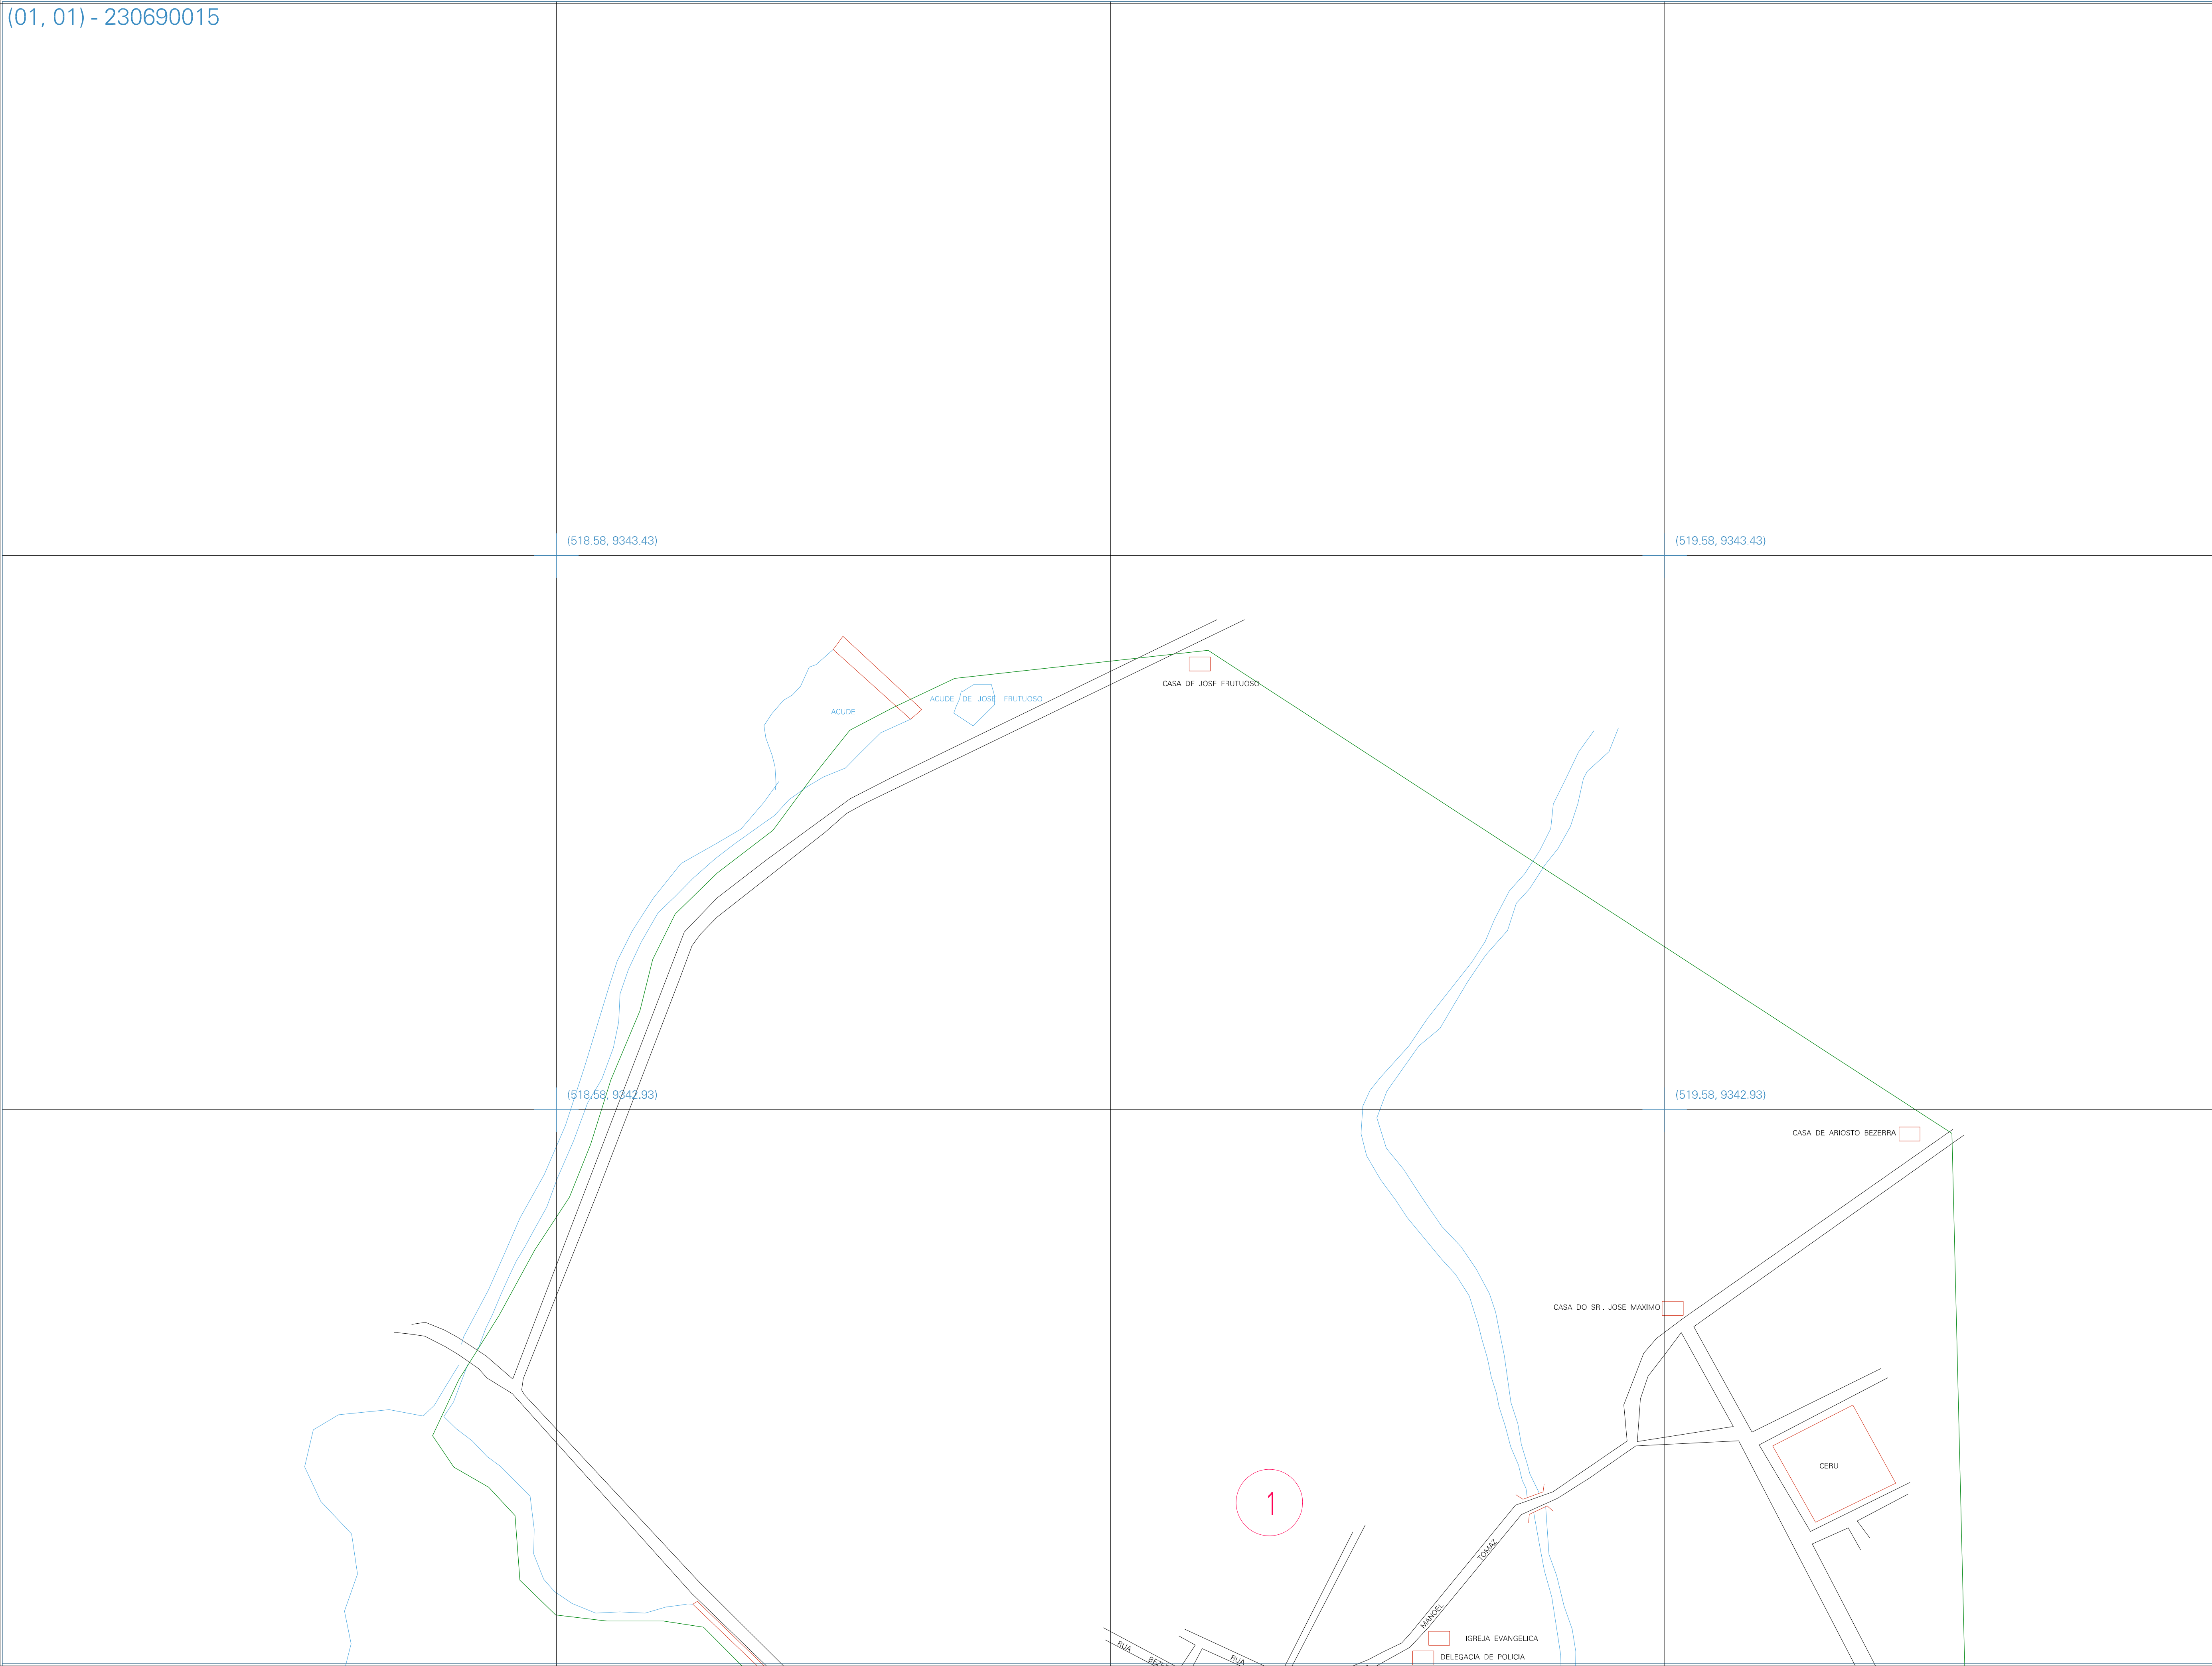 (01, 01) - 230690015
(518.58, 9343.43)
(519.58, 9343.43)
CASA DE JOSE FRUTUOSO
ACUDE DE JOSE FRUTUOSO
ACUDE
(518.58, 9342.93)
(519.58, 9342.93)
CASA DE ARIOSTO BEZERRA
CASA DO SR. JOSE MAXIMO
CERU
1
TOMAZ
MANOEL
IGREJA EVANGELICA
RUA
RUA
DELEGACIA DE POLICIA